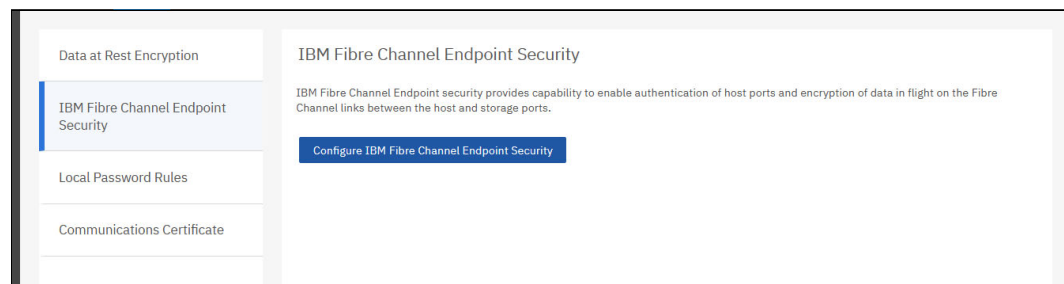 Data at Rest Encryption
IBM Fibre Channel Endpoint
Security
Local Password Rules
Communications Certificate
IBM Fibre Channel Endpoint Security
IBM Fibre Channel Endpoint security provides capability to enable authentication of host ports and encryption of data in flight on the Fibre
Channel links between the host and storage ports.
Configure IBM Fibre Channel Endpoint Security